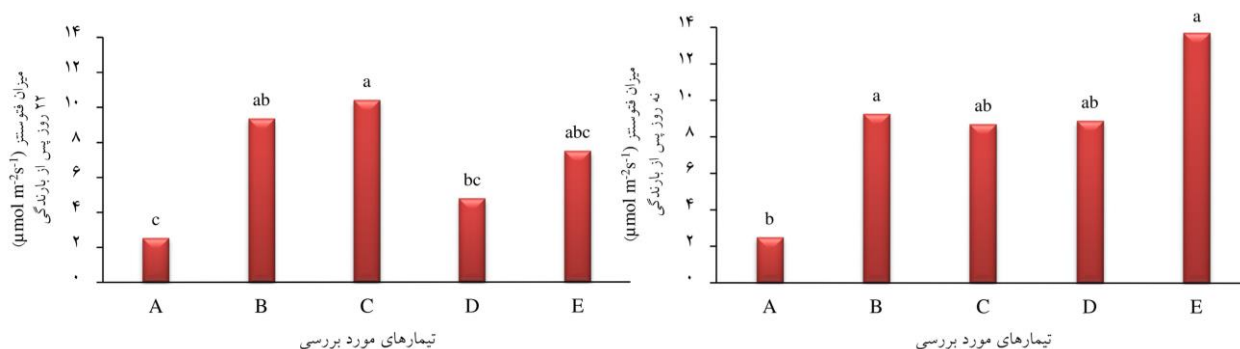 ۱۴
۱۲
۱۰
۸
۶
۴
۲
۰
میزان فتوسنتز (μmol m-2s-1)
۲۲ روز پس از بارندگی
c
ab
a
bc
abc
A
B
C
D
E
تیمارهای مورد بررسی
۱۴
۱۲
۱۰
۸
۶
۴
۲
۰
میزان فتوسنتز (μmol m-2s-1)
نه روز پس از بارندگی
b
a
ab
ab
a
A
B
C
D
E
تیمارهای مورد بررسی